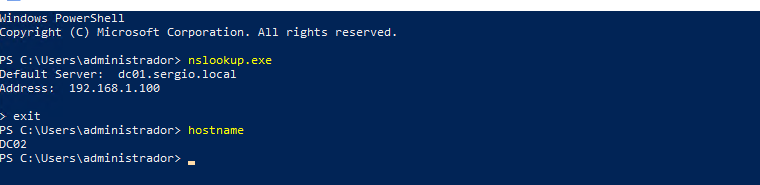 Windows PowerShell
Copyright (C) Microsoft Corporation. All rights reserved.
PS C:\Users\administrador> nslookup.exe
Default Server:  dc01.sergio.local
Address:  192.168.1.100
> exit
PS C:\Users\administrador> hostname
DC02
PS C:\Users\administrador>